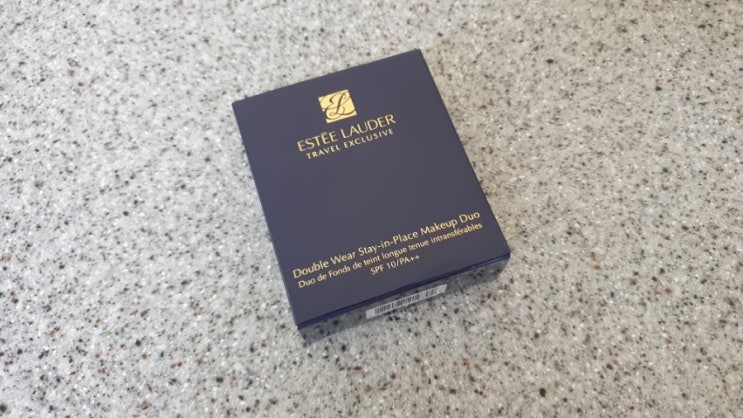 ESTĒE LAUDER
TRAVEL EXCLUSIVE
Double Wear Stay-in-Place Makeup Duo
Duo de Fonds de teint longue tenue intransférables
SPF 10/PA++